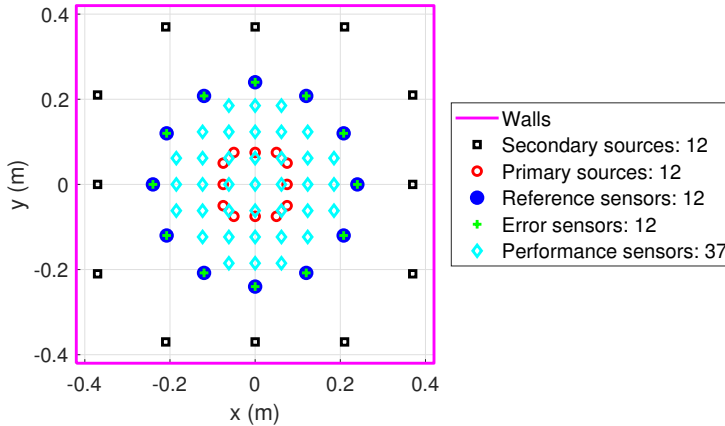 0.4
0.2
0
-0.2
-0.4
y (m)
-0.4
-0.2
0
0.2
0.4
x (m)
Walls
Secondary sources: 12
Primary sources: 12
Reference sensors: 12
Error sensors: 12
Performance sensors: 37